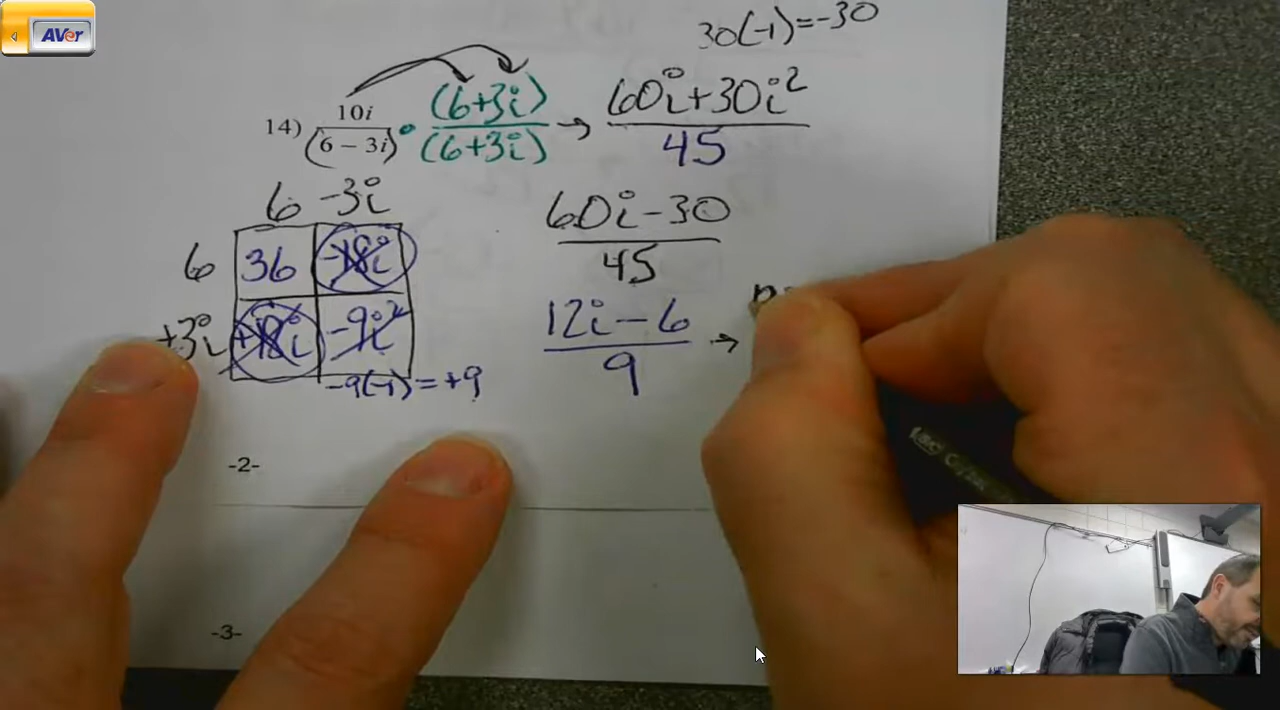 AVer
30(-1)=-30
14) 10i/(6 - 3i) • (6+3i)/(6+3i) → 60i+30i²/45
6 -3i
6 36 -18i
+3i +18i -9i²
-9(-1) = +9
60i-30/45
12i-6/9 →
-2-
-3-